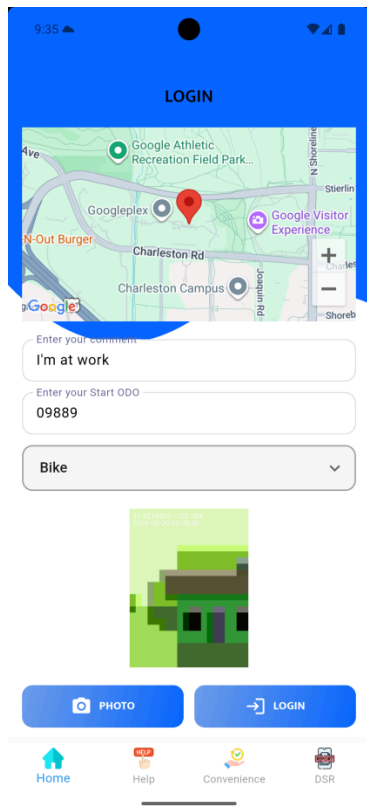 9:35
LOGIN
Ave
Google Athletic
Recreation Field Park...
N Shoreline
Stierlin
Googleplex
Google Visitor
Experience
N-Out Burger
Charleston Rd
+
Charles
Charleston Campus
Joaquin Rd
−
Google
Shoreb
Enter your comment
I'm at work
Enter your Start ODO
09889
Bike
PHOTO
LOGIN
HELP
Home
Help
Convenience
DSR